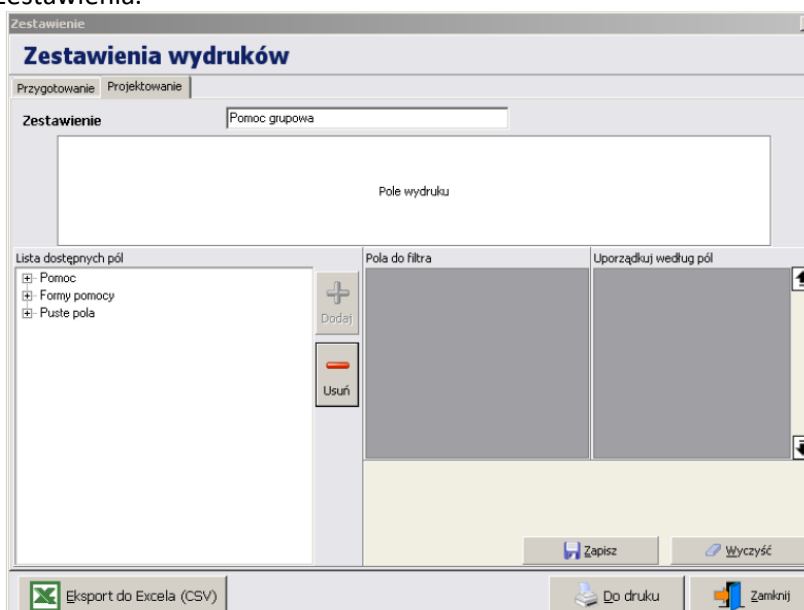 Zestawienie
Zestawienia wydruków
Przygotowanie Projektowanie
Zestawienie Pomoc grupowa
Pole wydruku
Lista dostępnych pól Pola do filtra Uporządkuj według pól
Pomoc
Formy pomocy
Puste pola
Dodaj
Usuń
Zapisz Wyczyść
Eksport do Excela (CSV) Do druku Zamknij